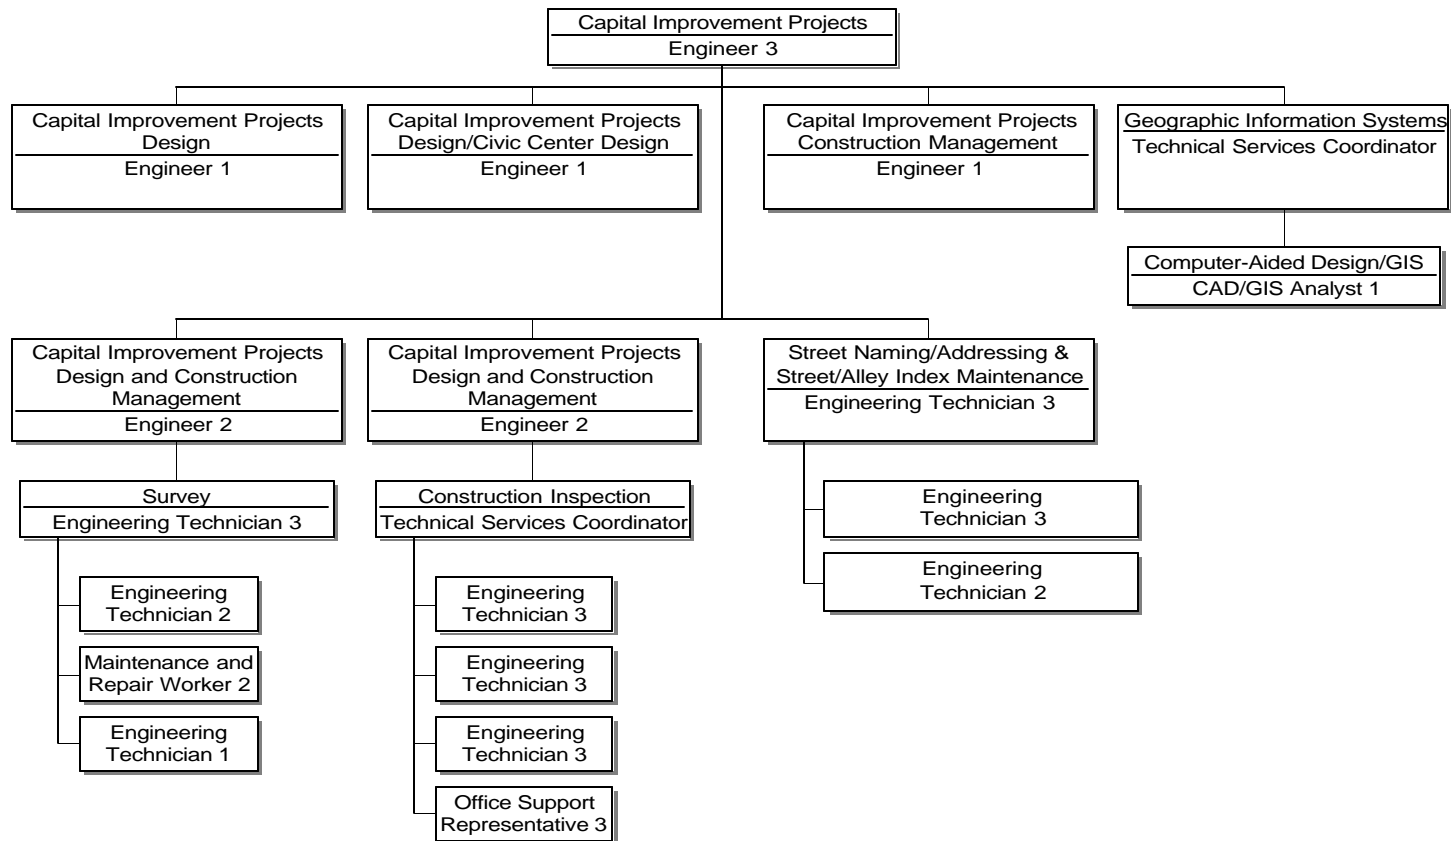 Capital Improvement Projects
Engineer 3
Capital Improvement Projects
Design
Engineer 1
Capital Improvement Projects
Design/Civic Center Design
Engineer 1
Capital Improvement Projects
Construction Management
Engineer 1
Geographic Information Systems
Technical Services Coordinator
Computer-Aided Design/GIS
CAD/GIS Analyst 1
Capital Improvement Projects
Design and Construction
Management
Engineer 2
Survey
Engineering Technician 3
Engineering
Technician 2
Maintenance and
Repair Worker 2
Engineering
Technician 1
Capital Improvement Projects
Design and Construction
Management
Engineer 2
Construction Inspection
Technical Services Coordinator
Engineering
Technician 3
Engineering
Technician 3
Engineering
Technician 3
Office Support
Representative 3
Street Naming/Addressing &
Street/Alley Index Maintenance
Engineering Technician 3
Engineering
Technician 3
Engineering
Technician 2